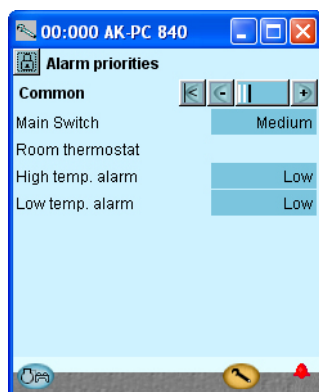 00:000 AK-PC 840
Alarm priorities
Common
Main Switch Medium
Room thermostat
High temp. alarm Low
Low temp. alarm Low